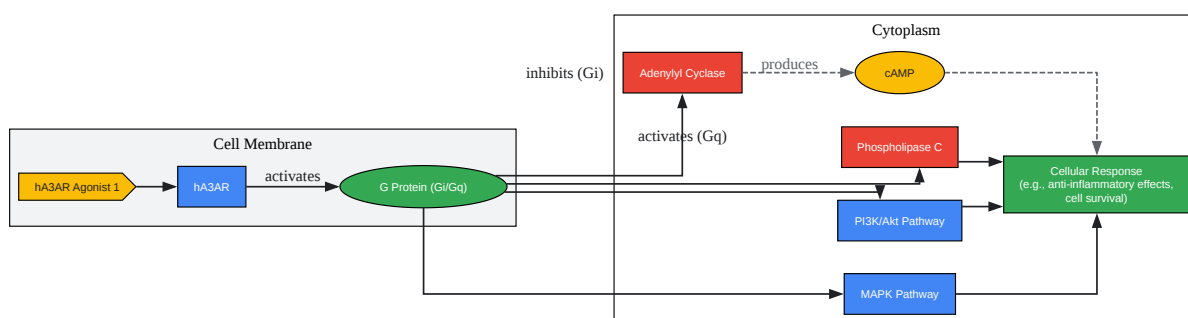 Cytoplasm
inhibits (Gi)
Adenylyl Cyclase
produces
cAMP
activates (Gq)
Cell Membrane
Phospholipase C
hA3AR Agonist 1
hA3AR
activates
G Protein (Gi/Gq)
Cellular Response
(e.g., anti-inflammatory effects,
cell survival)
PI3K/Akt Pathway
MAPK Pathway